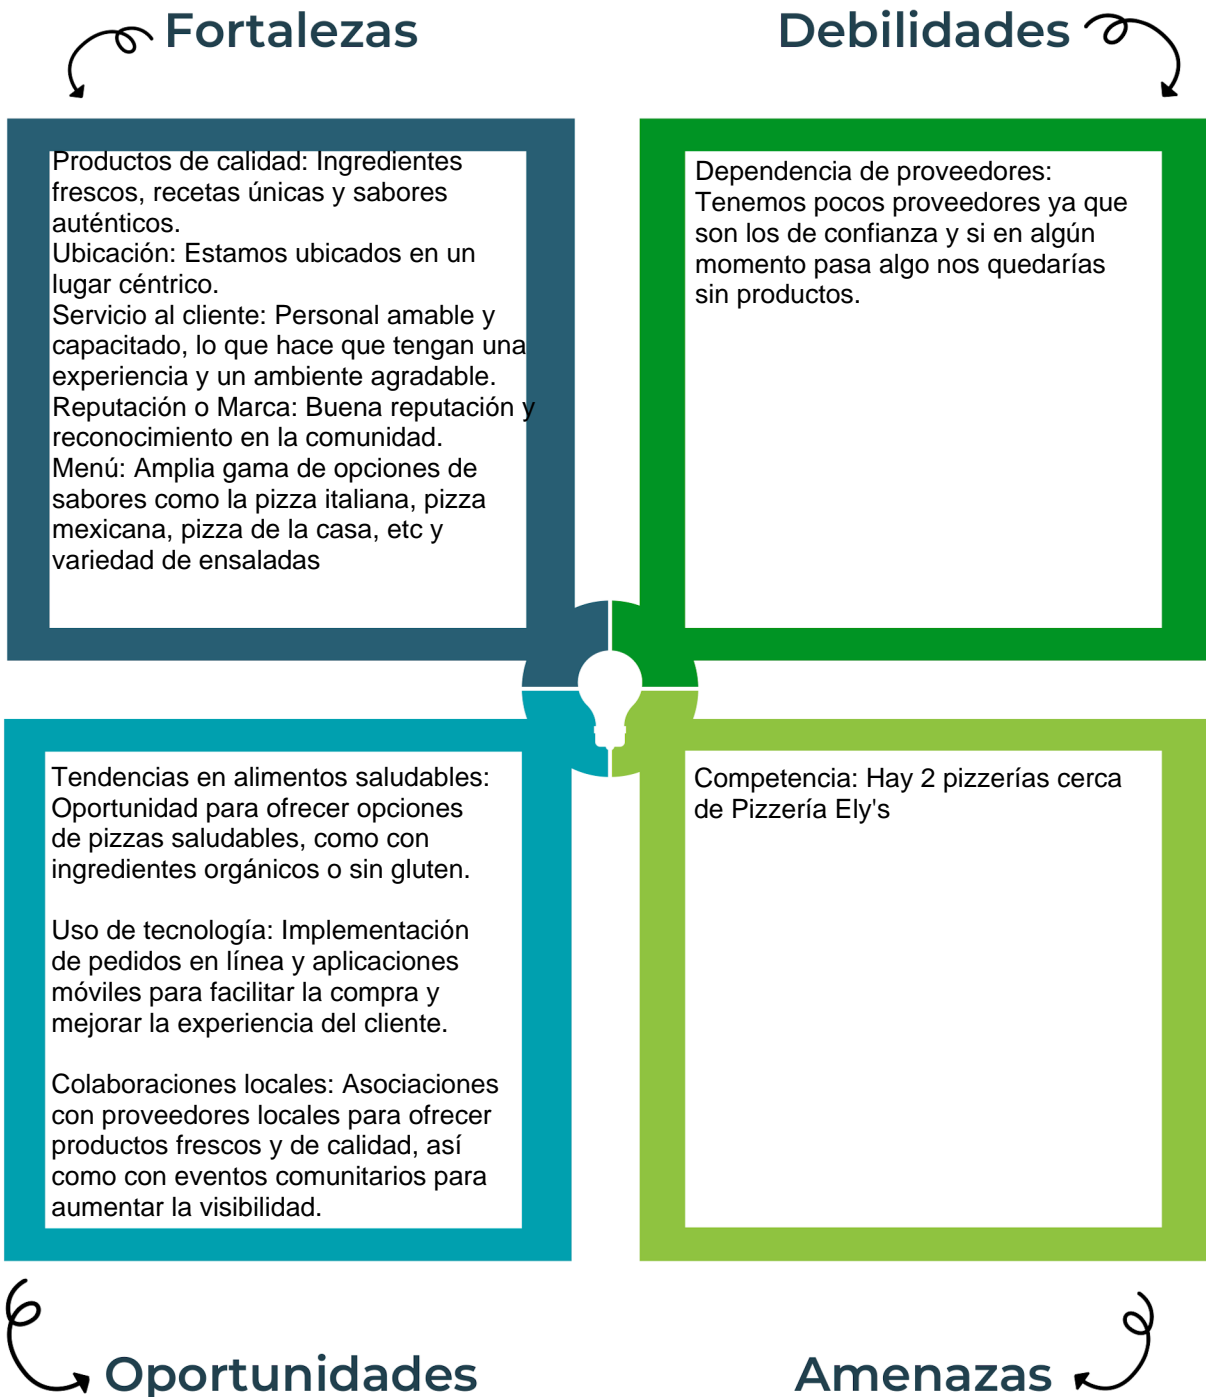 Fortalezas
Productos de calidad: Ingredientes
frescos, recetas únicas y sabores
auténticos.
Ubicación: Estamos ubicados en un
lugar céntrico.
Servicio al cliente: Personal amable y
capacitado, lo que hace que tengan una
experiencia y un ambiente agradable.
Reputación o Marca: Buena reputación y
reconocimiento en la comunidad.
Menú: Amplia gama de opciones de
sabores como la pizza italiana, pizza
mexicana, pizza de la casa, etc y
variedad de ensaladas
Debilidades
Dependencia de proveedores:
Tenemos pocos proveedores ya que
son los de confianza y si en algún
momento pasa algo nos quedarías
sin productos.
Tendencias en alimentos saludables:
Oportunidad para ofrecer opciones
de pizzas saludables, como con
ingredientes orgánicos o sin gluten.
Uso de tecnología: Implementación
de pedidos en línea y aplicaciones
móviles para facilitar la compra y
mejorar la experiencia del cliente.
Colaboraciones locales: Asociaciones
con proveedores locales para ofrecer
productos frescos y de calidad, así
como con eventos comunitarios para
aumentar la visibilidad.
Oportunidades
Competencia: Hay 2 pizzerías cerca
de Pizzería Ely's
Amenazas